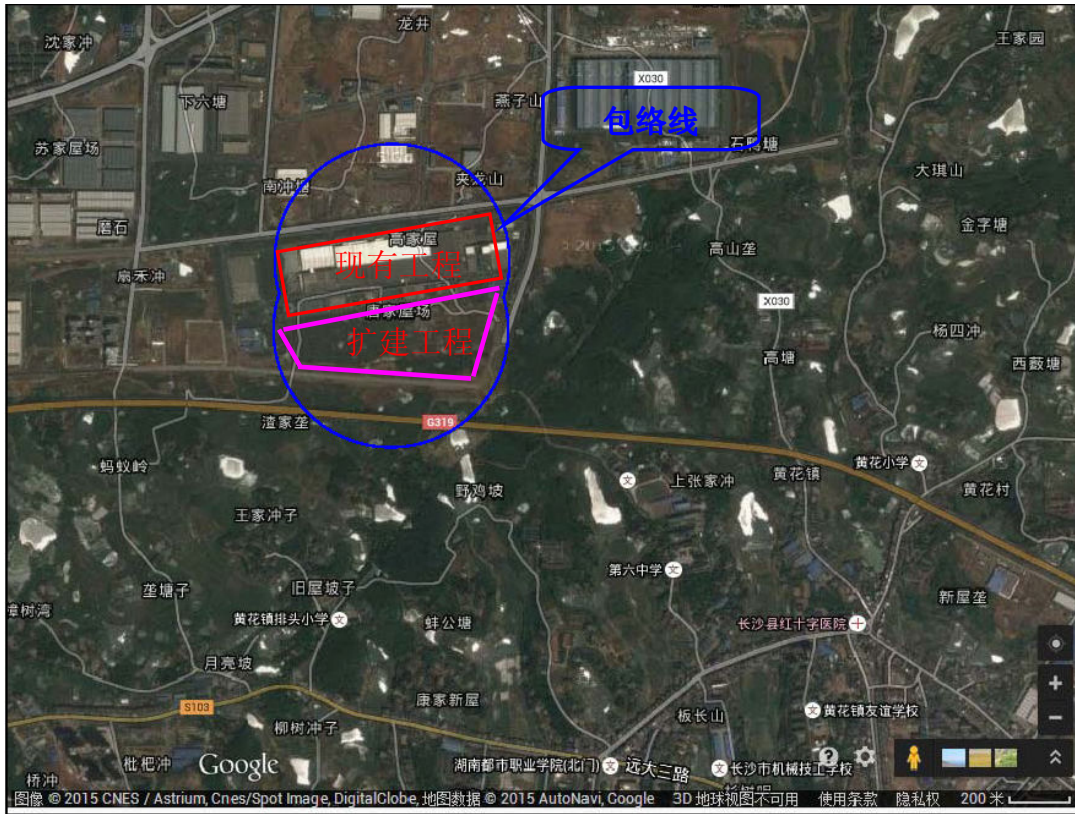 龙井
沈家冲
王家园
X030
下六塘
燕子山
包络线
苏家屋场
石鸭塘
大琪山
南冲塘
夹龙山
磨石
高家屋
金字塘
高山垄
扇禾冲
现有工程
X030
唐家屋场
扩建工程
杨四冲
高塘
西薮塘
渣家垄
G319
蚂蚁岭
黄花小学
黄花镇
上张家冲
野鸡坡
黄花村
王家冲子
第六中学
垄塘子
旧屋坡子
新屋垄
樟树湾
黄花镇排头小学
蚌公塘
长沙县红十字医院
月亮坡
康家新屋
S103
板长山
黄花镇友谊学校
柳树冲子
枇杷冲
Google
湖南都市职业学院(北门)
远大三路
长沙市机械技工学校
桥冲
图像 © 2015 CNES / Astrium, Cnes/Spot Image, DigitalGlobe, 地图数据 © 2015 AutoNavi, Google 3D 地球视图不可用 使用条款 隐私权 200 米